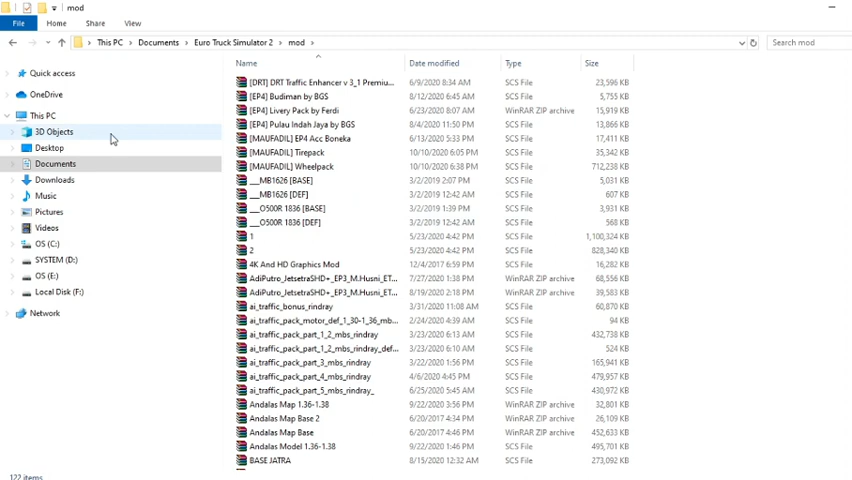 mod
File Home Share View
This PC Documents Euro Truck Simulator 2 mod Search mod
Name Date modified Type Size
Quick access
OneDrive
This PC
3D Objects
Desktop
Documents
Downloads
Music
Pictures
Videos
OS (C:)
SYSTEM (D:)
OS (E:)
Local Disk (F:)
Network
[DRT] DRT Traffic Enhancer v 3_1 Premiu... 6/9/2020 8:34 AM SCS File 23,596 KB
[EP4] Budiman by BGS 8/12/2020 6:45 AM SCS File 5,755 KB
[EP4] Livery Pack by Ferdi 6/23/2020 8:07 AM WinRAR ZIP archive 15,919 KB
[EP4] Pulau Indah Jaya by BGS 8/4/2020 11:50 PM SCS File 13,866 KB
[MAUFADIL] EP4 Acc Boneka 6/13/2020 5:33 PM SCS File 17,411 KB
[MAUFADIL] Tirepack 10/10/2020 6:05 PM SCS File 35,342 KB
[MAUFADIL] Wheelpack 10/10/2020 6:38 PM SCS File 712,238 KB
___MB1626 [BASE] 3/2/2019 2:07 PM SCS File 5,031 KB
___MB1626 [DEF] 3/2/2019 12:42 AM SCS File 607 KB
___O500R 1836 [BASE] 3/2/2019 1:39 PM SCS File 3,931 KB
___O500R 1836 [DEF] 3/2/2019 12:42 AM SCS File 568 KB
1 5/23/2020 4:42 PM SCS File 1,100,324 KB
2 5/23/2020 4:42 PM SCS File 828,340 KB
4K And HD Graphics Mod 12/4/2017 6:59 PM SCS File 16,282 KB
AdiPutro_JetsetraSHD+_EP3_M.Husni_ET... 7/27/2020 1:38 PM WinRAR ZIP archive 68,556 KB
AdiPutro_JetsetraSHD+_EP3_M.Husni_ET... 8/19/2020 2:18 PM WinRAR ZIP archive 39,583 KB
ai_traffic_bonus_rindray 3/31/2020 11:08 AM SCS File 60,870 KB
ai_traffic_pack_motor_def_1_30-1_36_mb... 2/24/2020 4:39 AM SCS File 94 KB
ai_traffic_pack_part_1_2_mbs_rindray 3/23/2020 6:13 AM SCS File 432,738 KB
ai_traffic_pack_part_1_2_mbs_rindray_def... 3/23/2020 6:10 AM SCS File 524 KB
ai_traffic_pack_part_3_mbs_rindray 3/22/2020 1:56 PM SCS File 165,941 KB
ai_traffic_pack_part_4_mbs_rindray 4/6/2020 4:45 PM SCS File 479,957 KB
ai_traffic_pack_part_5_mbs_rindray_ 6/25/2020 5:45 AM SCS File 430,972 KB
Andalas Map 1.36-1.38 9/22/2020 3:56 PM WinRAR ZIP archive 32,801 KB
Andalas Map Base 2 6/20/2017 4:34 PM WinRAR ZIP archive 26,109 KB
Andalas Map Base 6/20/2017 4:46 PM WinRAR ZIP archive 452,633 KB
Andalas Model 1.36-1.38 9/22/2020 1:46 PM SCS File 495,701 KB
BASE JATRA 8/15/2020 12:32 AM SCS File 273,092 KB
122 items